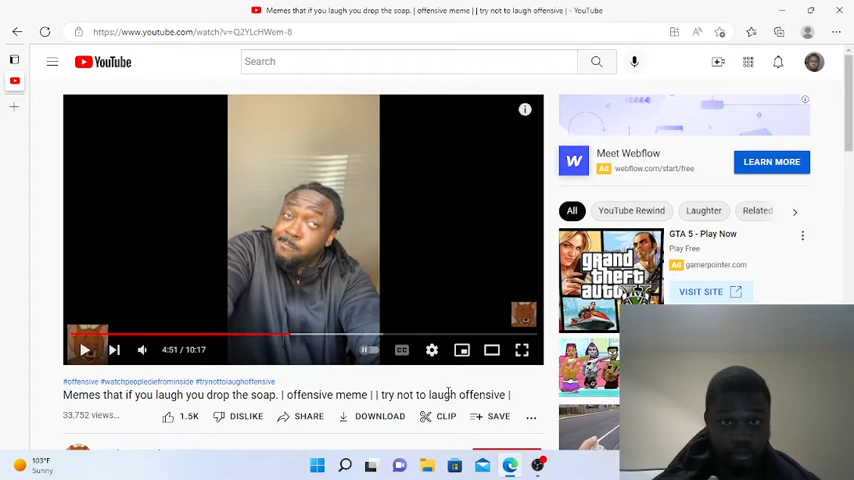 Memes that if you laugh you drop the soap. | offensive meme | | try not to laugh offensive | - YouTube
https://www.youtube.com/watch?v=Q2YLcHWem-8
YouTube
Search
Meet Webflow
Ad webflow.com/start/free
LEARN MORE
All YouTube Rewind Laughter Related
GTA 5 - Play Now
Play Free
Ad gamerpointer.com
VISIT SITE
grand
theft
auto
V
4:51 / 10:17
CC
#offensive #watchpeoplediefrominside #trynottolaughoffensive
Memes that if you laugh you drop the soap. | offensive meme | | try not to laugh offensive |
33,752 views...
1.5K DISLIKE SHARE DOWNLOAD CLIP SAVE ...
103°F
Sunny